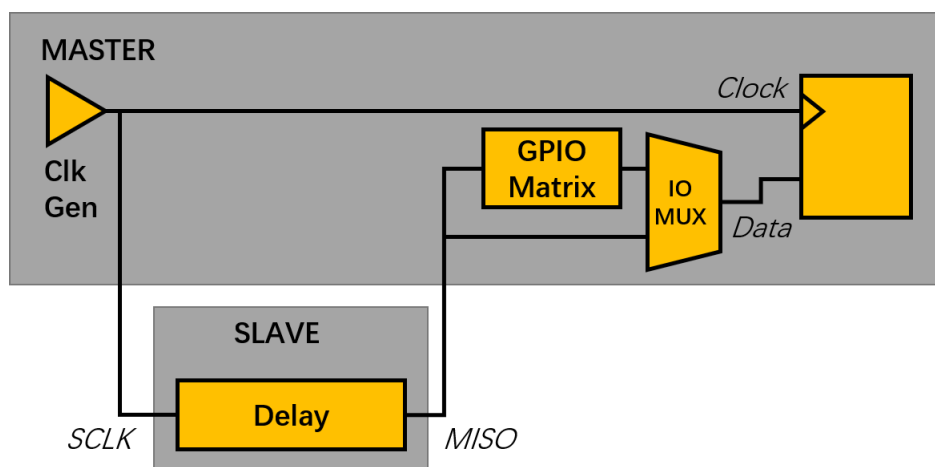 MASTER
Clk
Gen
Clock
GPIO
Matrix
IO
MUX
Data
SLAVE
Delay
SCLK
MISO